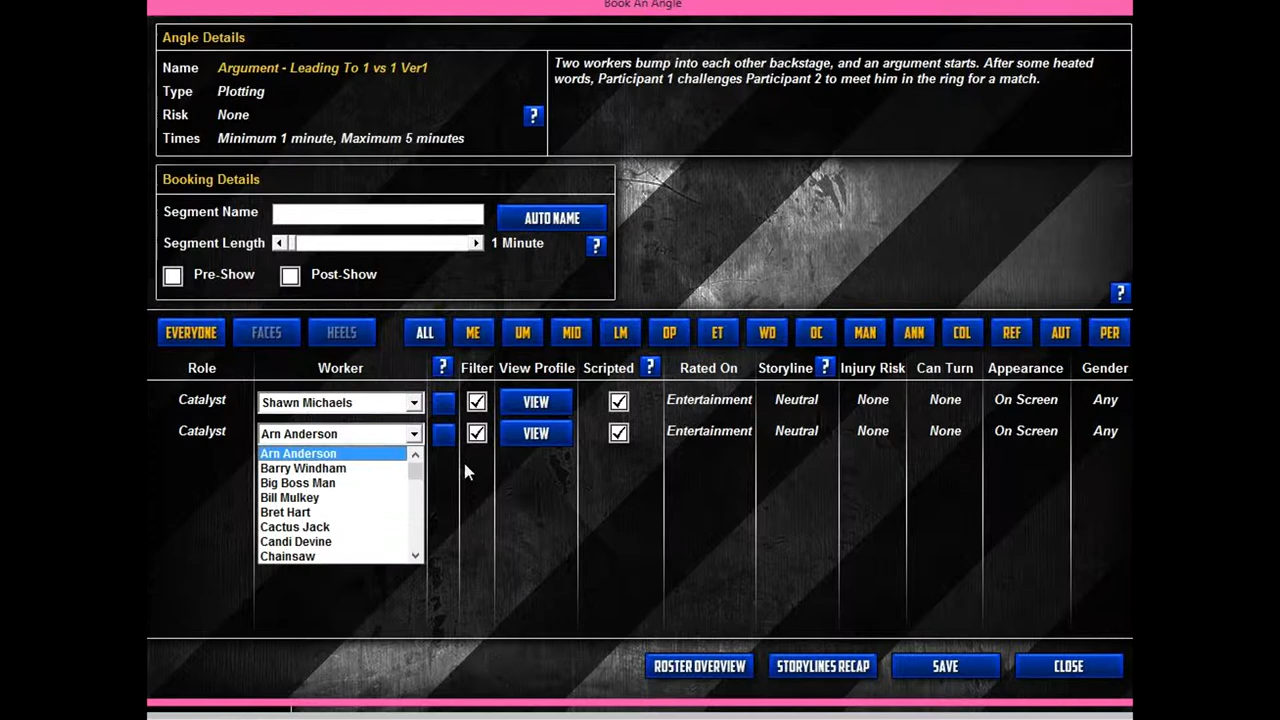 Book An Angle
Angle Details
Name Argument - Leading To 1 vs 1 Ver1
Type Plotting
Risk None
?
Times Minimum 1 minute, Maximum 5 minutes
Two workers bump into each other backstage, and an argument starts. After some heated
words, Participant 1 challenges Participant 2 to meet him in the ring for a match.
Booking Details
Segment Name AUTO NAME
Segment Length 1 Minute ?
Pre-Show Post-Show
?
EVERYONE FACES HEELS ALL ME UM MID LM OP ET WD OC MAN ANN COL REF AUT PER
Role Worker ? Filter View Profile Scripted ? Rated On Storyline ? Injury Risk Can Turn Appearance Gender
Catalyst Shawn Michaels VIEW Entertainment Neutral None None On Screen Any
Catalyst Arn Anderson VIEW Entertainment Neutral None None On Screen Any
Arn Anderson
Barry Windham
Big Boss Man
Bill Mulkey
Bret Hart
Cactus Jack
Candi Devine
Chainsaw
ROSTER OVERVIEW STORYLINES RECAP SAVE CLOSE